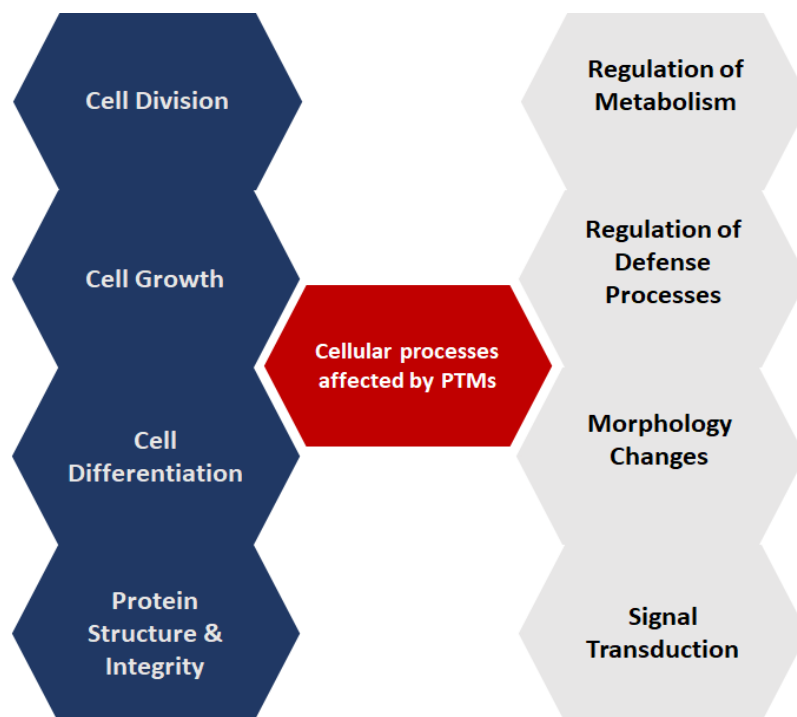 Cell Division
Cell Growth
Cell
Differentiation
Protein
Structure &
Integrity
Cellular processes
affected by PTMs
Regulation of
Metabolism
Regulation of
Defense
Processes
Morphology
Changes
Signal
Transduction